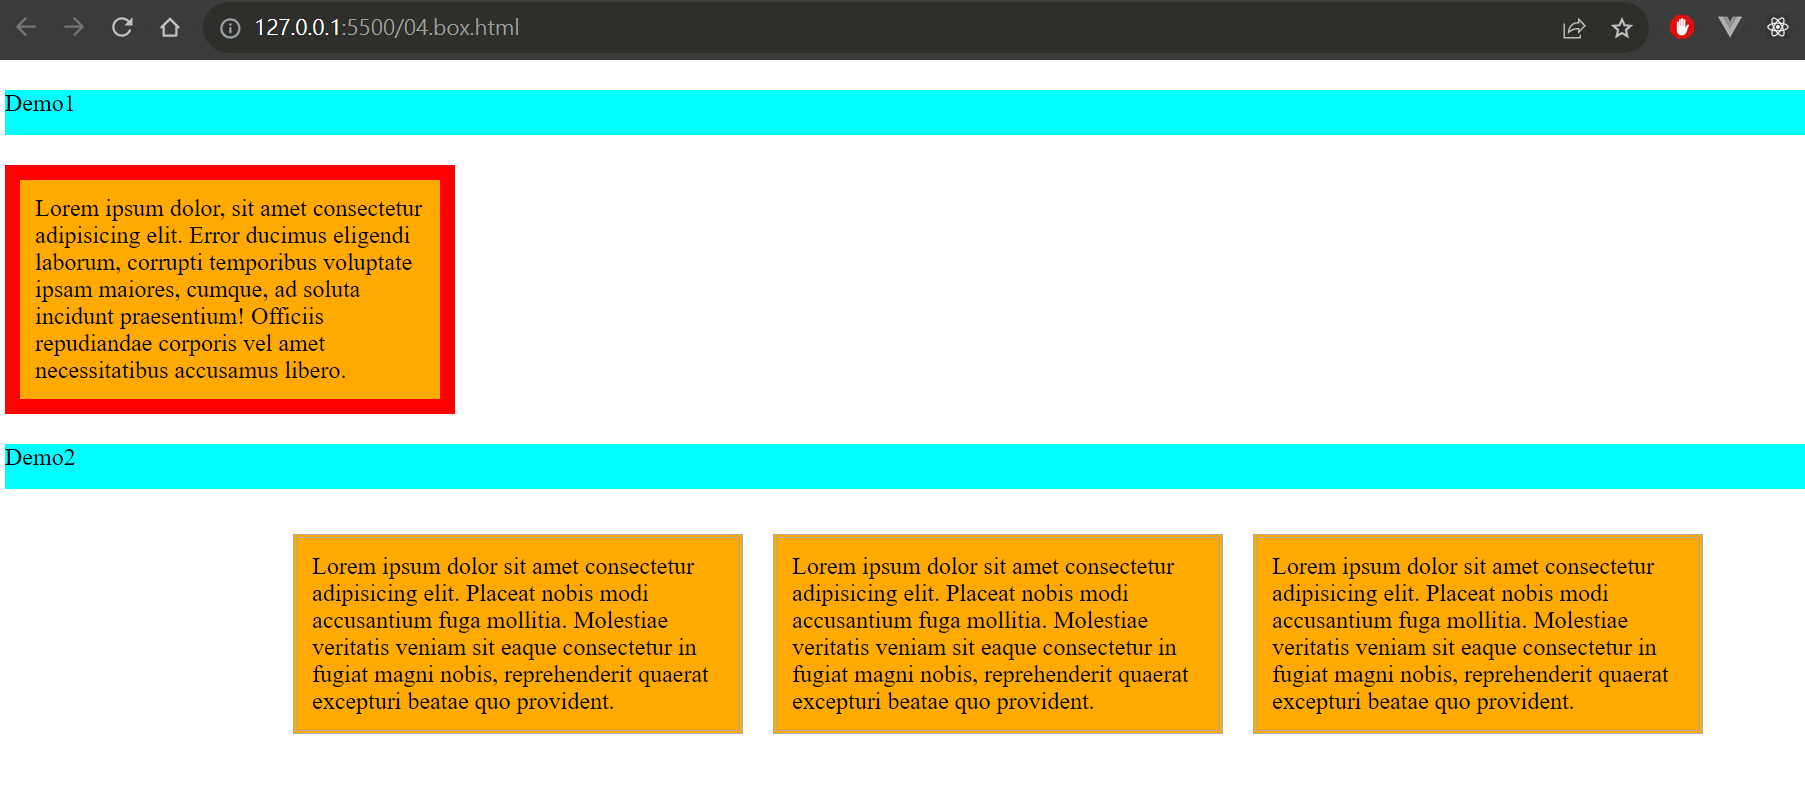 127.0.0.1:5500/04.box.html
Demo1
Lorem ipsum dolor, sit amet consectetur
adipisicing elit. Error ducimus eligendi
laborum, corrupti temporibus voluptate
ipsam maiores, cumque, ad soluta
incidunt praesentium! Officiis
repudiandae corporis vel amet
necessitatibus accusamus libero.
Demo2
Lorem ipsum dolor sit amet consectetur
adipisicing elit. Placeat nobis modi
accusantium fuga mollitia. Molestiae
veritatis veniam sit eaque consectetur in
fugiat magni nobis, reprehenderit quaerat
excepturi beatae quo provident.
Lorem ipsum dolor sit amet consectetur
adipisicing elit. Placeat nobis modi
accusantium fuga mollitia. Molestiae
veritatis veniam sit eaque consectetur in
fugiat magni nobis, reprehenderit quaerat
excepturi beatae quo provident.
Lorem ipsum dolor sit amet consectetur
adipisicing elit. Placeat nobis modi
accusantium fuga mollitia. Molestiae
veritatis veniam sit eaque consectetur in
fugiat magni nobis, reprehenderit quaerat
excepturi beatae quo provident.